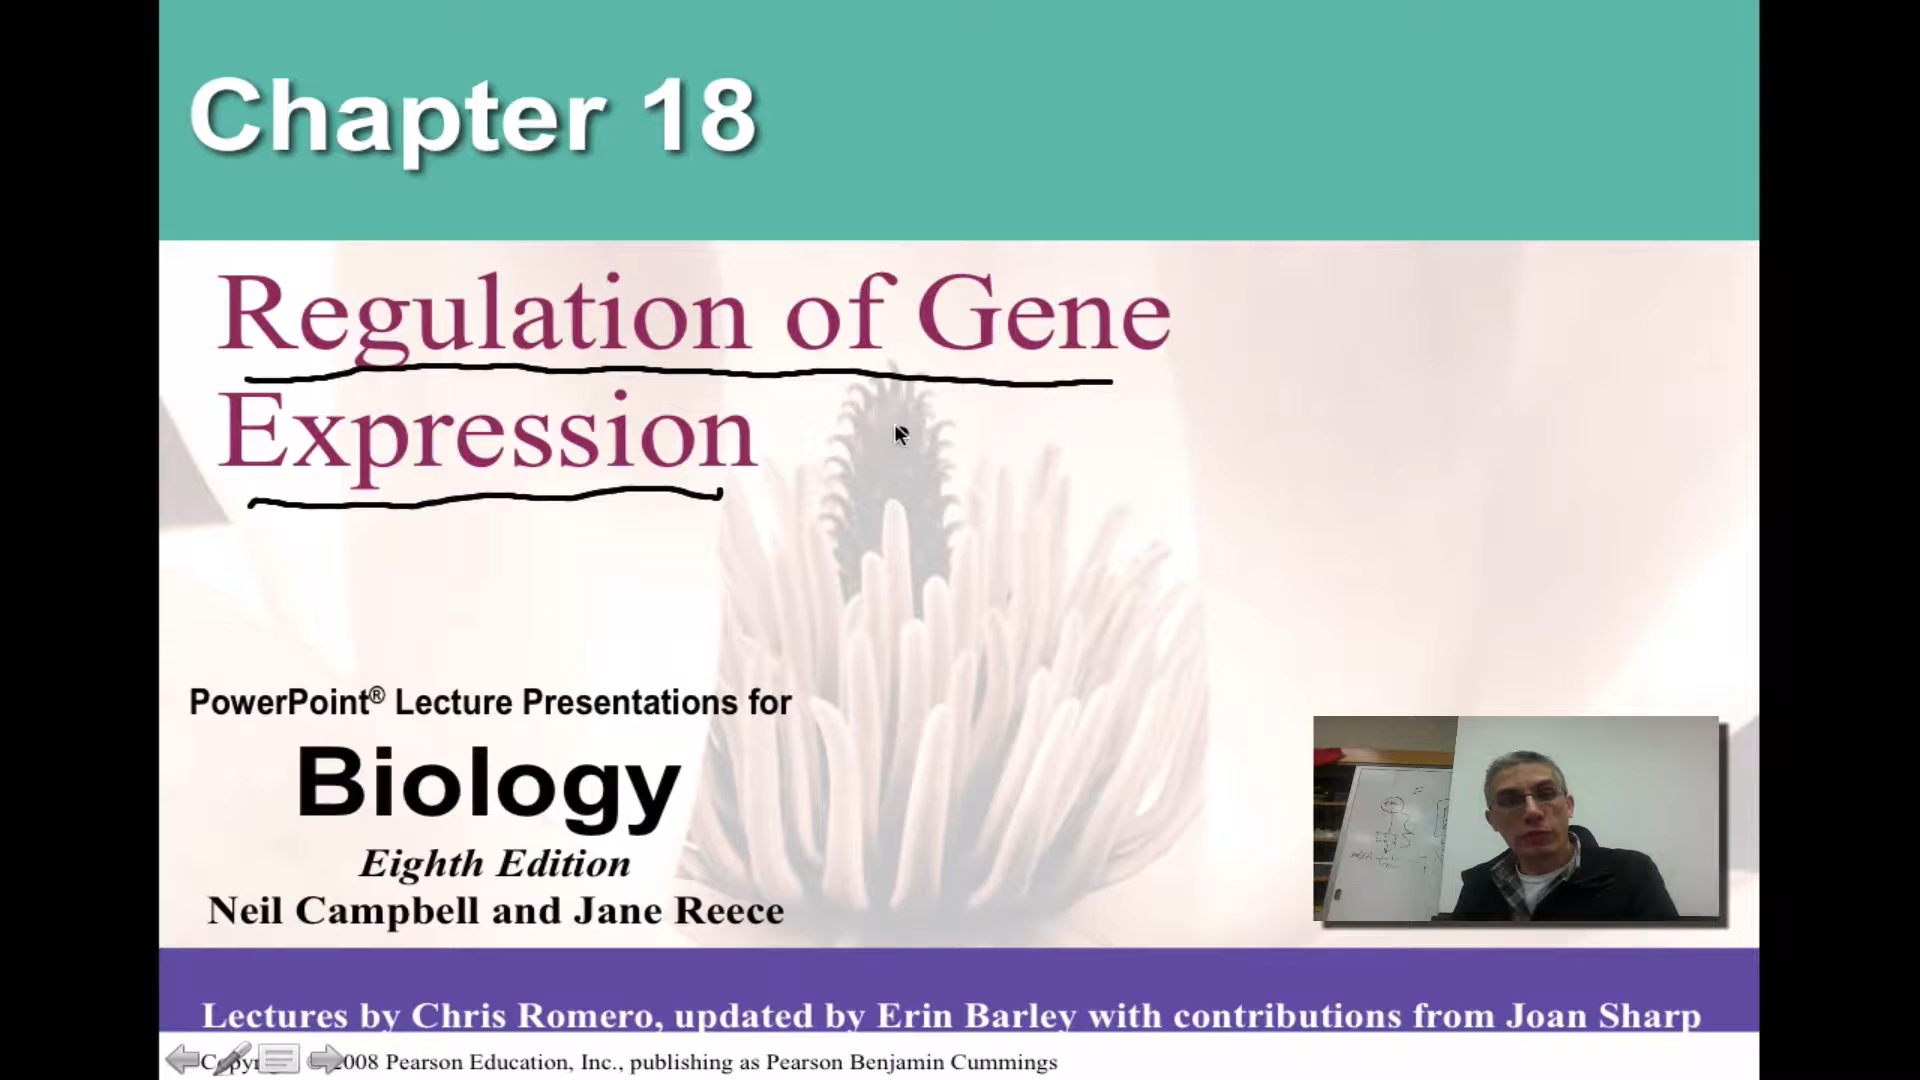 Chapter 18
Regulation of Gene
Expression
PowerPoint® Lecture Presentations for
Biology
Eighth Edition
Neil Campbell and Jane Reece
Lectures by Chris Romero, updated by Erin Barley with contributions from Joan Sharp
2008 Pearson Education, Inc., publishing as Pearson Benjamin Cummings